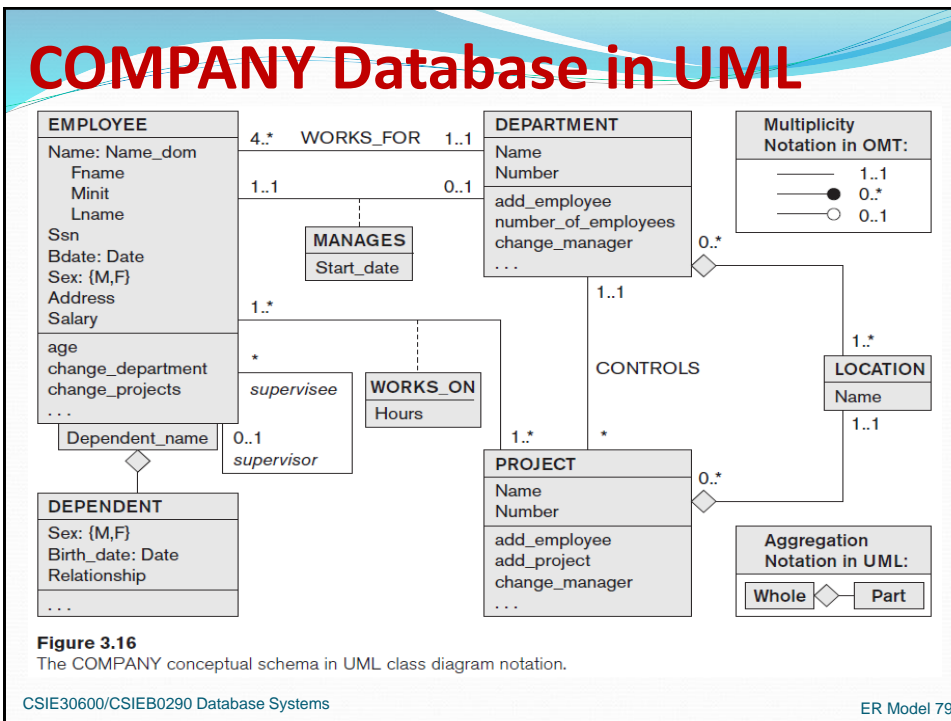 COMPANY Database in UML
EMPLOYEE
Name: Name_dom
Fname
Minit
Lname
Ssn
Bdate: Date
Sex: {M,F}
Address
Salary
age
change_department
change_projects
. . .
Dependent_name
DEPENDENT
Sex: {M,F}
Birth_date: Date
Relationship
. . .
4..* WORKS_FOR 1..1
1..1 0..1
MANAGES
Start_date
1..*
*
supervisee
0..1
supervisor
WORKS_ON
Hours
1..*
DEPARTMENT
Name
Number
add_employee
number_of_employees
change_manager
. . .
0..*
1..1
CONTROLS
*
PROJECT
Name
Number
add_employee
add_project
change_manager
. . .
0..*
Multiplicity
Notation in OMT:
1..1
0..*
0..1
1..*
LOCATION
Name
1..1
Aggregation
Notation in UML:
Whole Part
Figure 3.16
The COMPANY conceptual schema in UML class diagram notation.
CSIE30600/CSIEB0290 Database Systems
ER Model 79